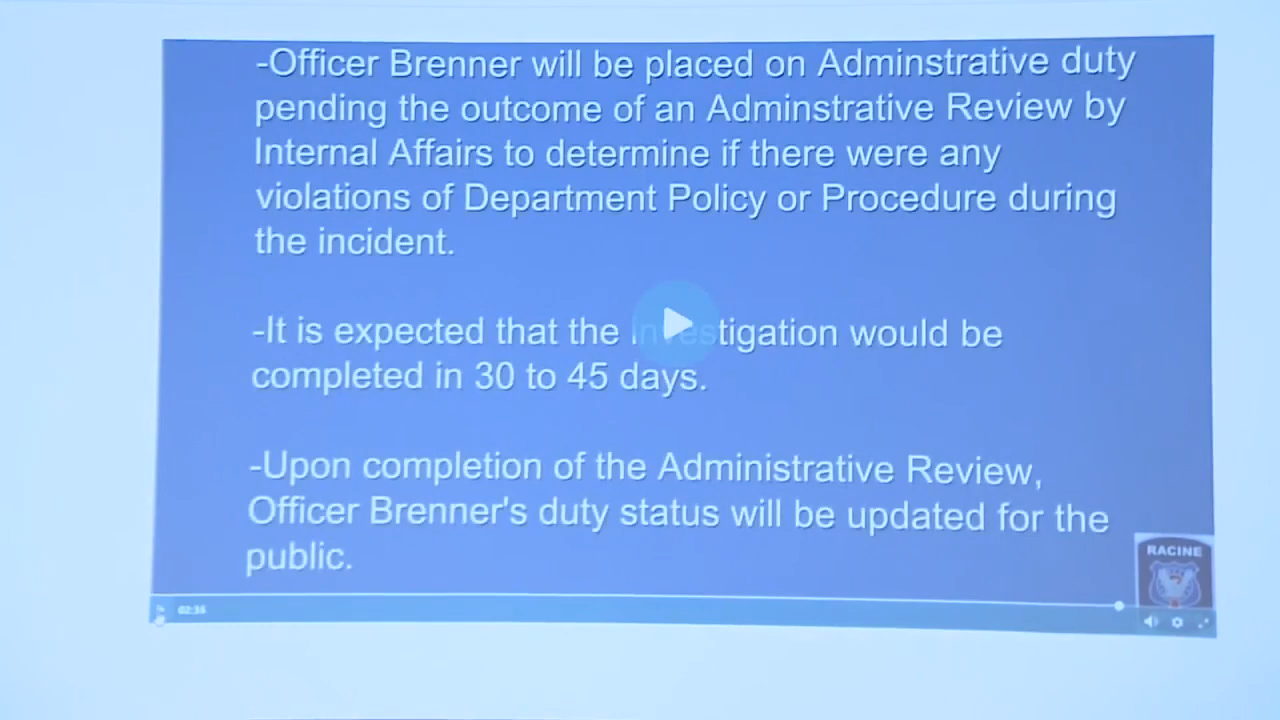 -Officer Brenner will be placed on Adminstrative duty
pending the outcome of an Adminstrative Review by
Internal Affairs to determine if there were any
violations of Department Policy or Procedure during
the incident.
-It is expected that the investigation would be
completed in 30 to 45 days.
-Upon completion of the Administrative Review,
Officer Brenner's duty status will be updated for the
public.
RACINE